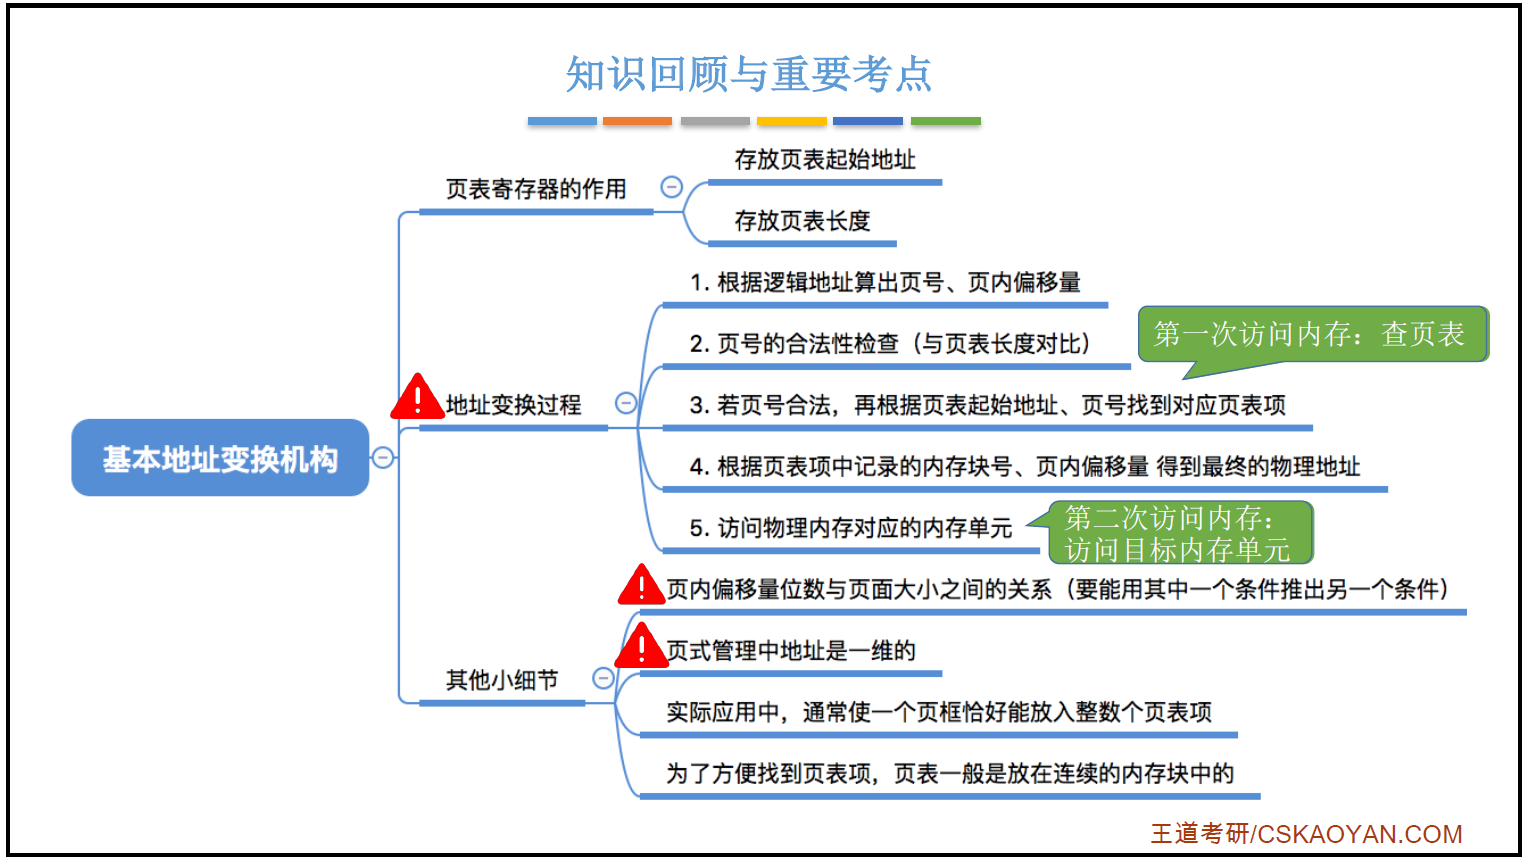 知识回顾与重要考点
存放页表起始地址
页表寄存器的作用
存放页表长度
1. 根据逻辑地址算出页号、页内偏移量
2. 页号的合法性检查（与页表长度对比）
第一次访问内存：查页表
地址变换过程
3. 若页号合法，再根据页表起始地址、页号找到对应页表项
基本地址变换机构
4. 根据页表项中记录的内存块号、页内偏移量 得到最终的物理地址
5. 访问物理内存对应的内存单元
第二次访问内存：
访问目标内存单元
页内偏移量位数与页面大小之间的关系（要能用其中一个条件推出另一个条件）
页式管理中地址是一维的
其他小细节
实际应用中，通常使一个页框恰好能放入整数个页表项
为了方便找到页表项，页表一般是放在连续的内存块中的
王道考研/CSKAOYAN.COM